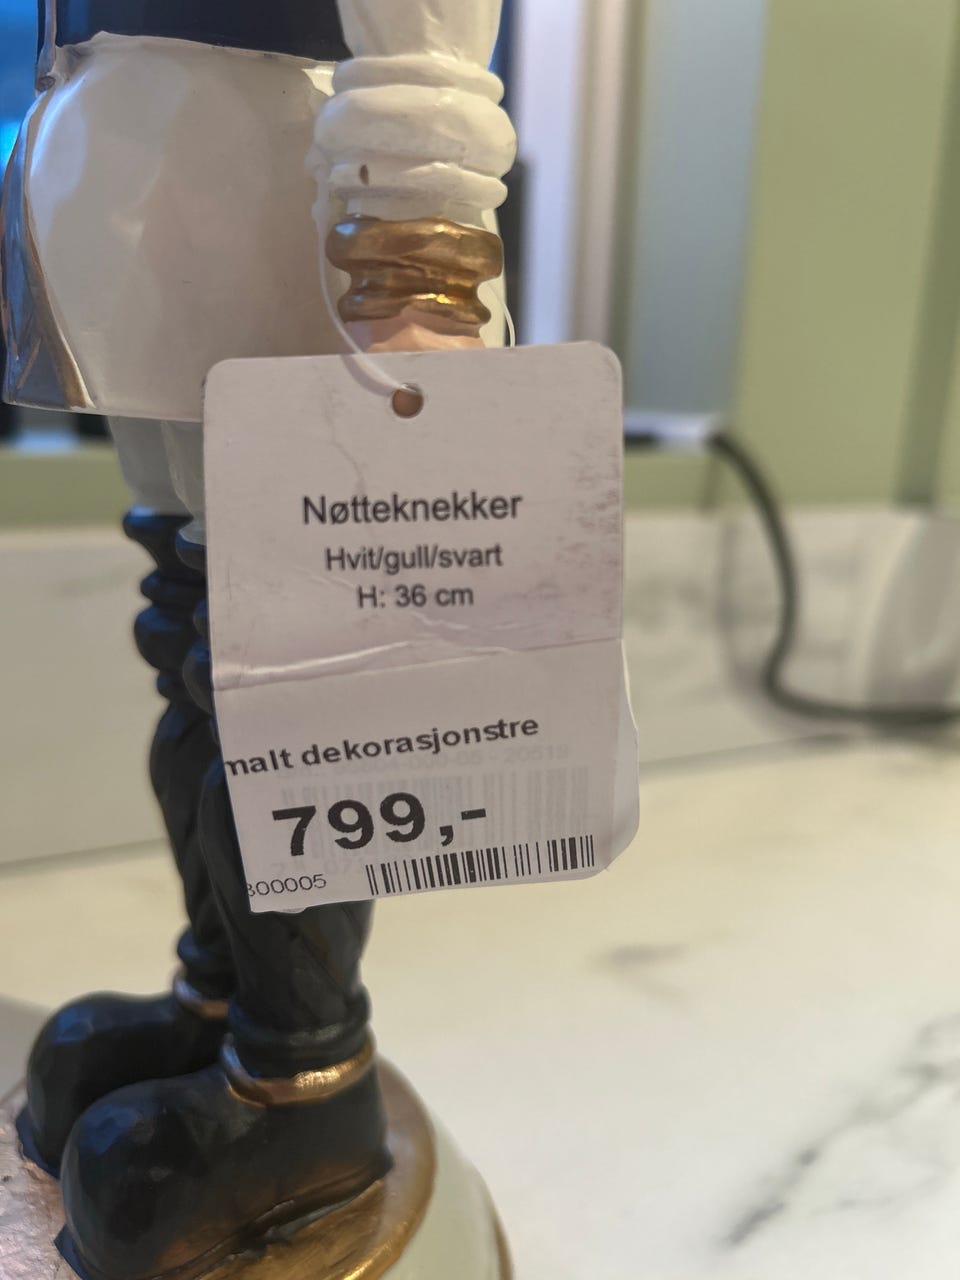 Nøtteknekker
Hvit/gull/svart
H: 36 cm
malt dekorasjonstre
799,-
300005